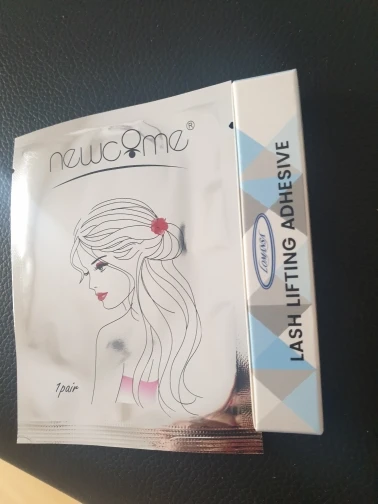 newcome®
1pair
LOMANSA
LASH LIFTING ADHESIVE